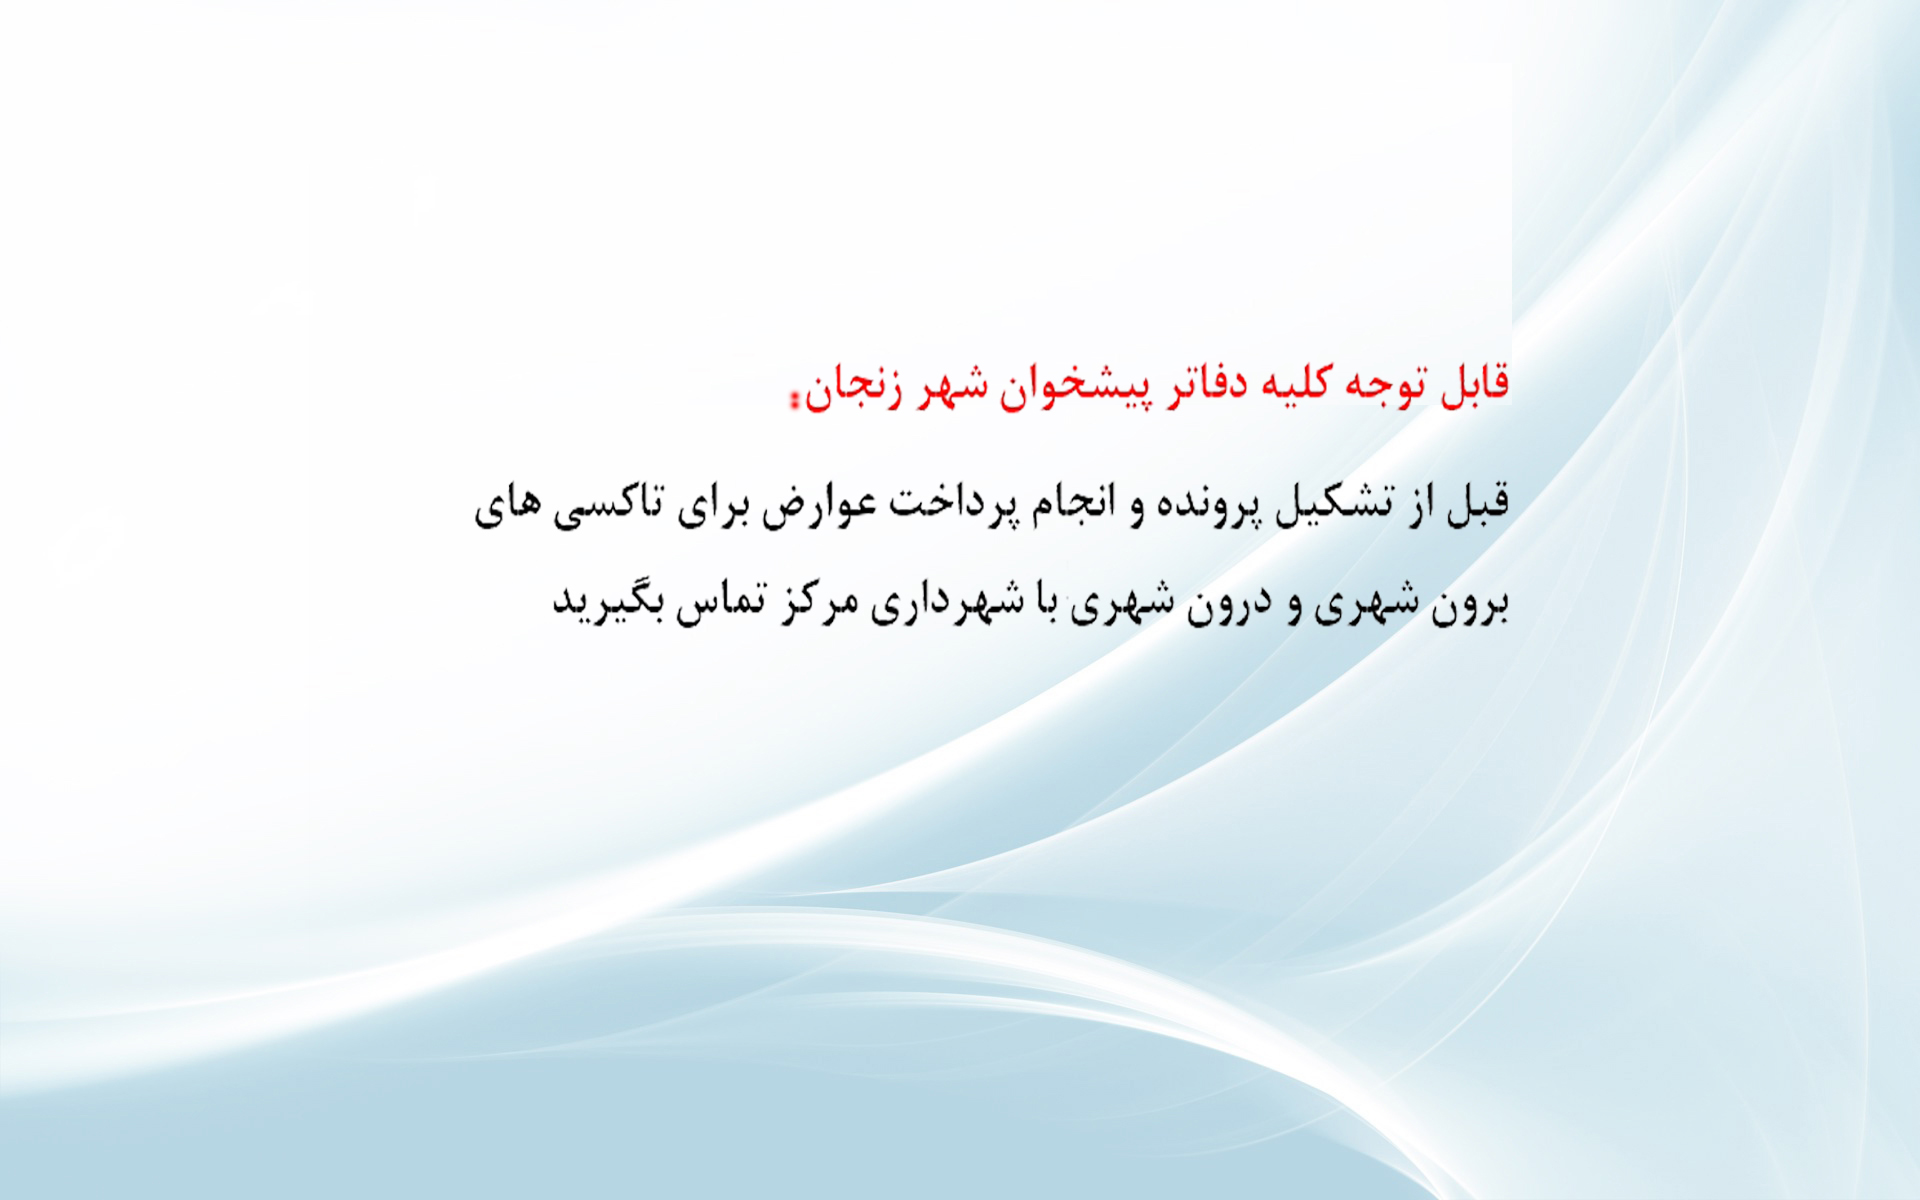 قابل توجه کلیه دفاتر پیشخوان شهر زنجان:
قبل از تشکیل پرونده و انجام پرداخت عوارض برای تاکسی های
برون شهری و درون شهری با شهرداری مرکز تماس بگیرید